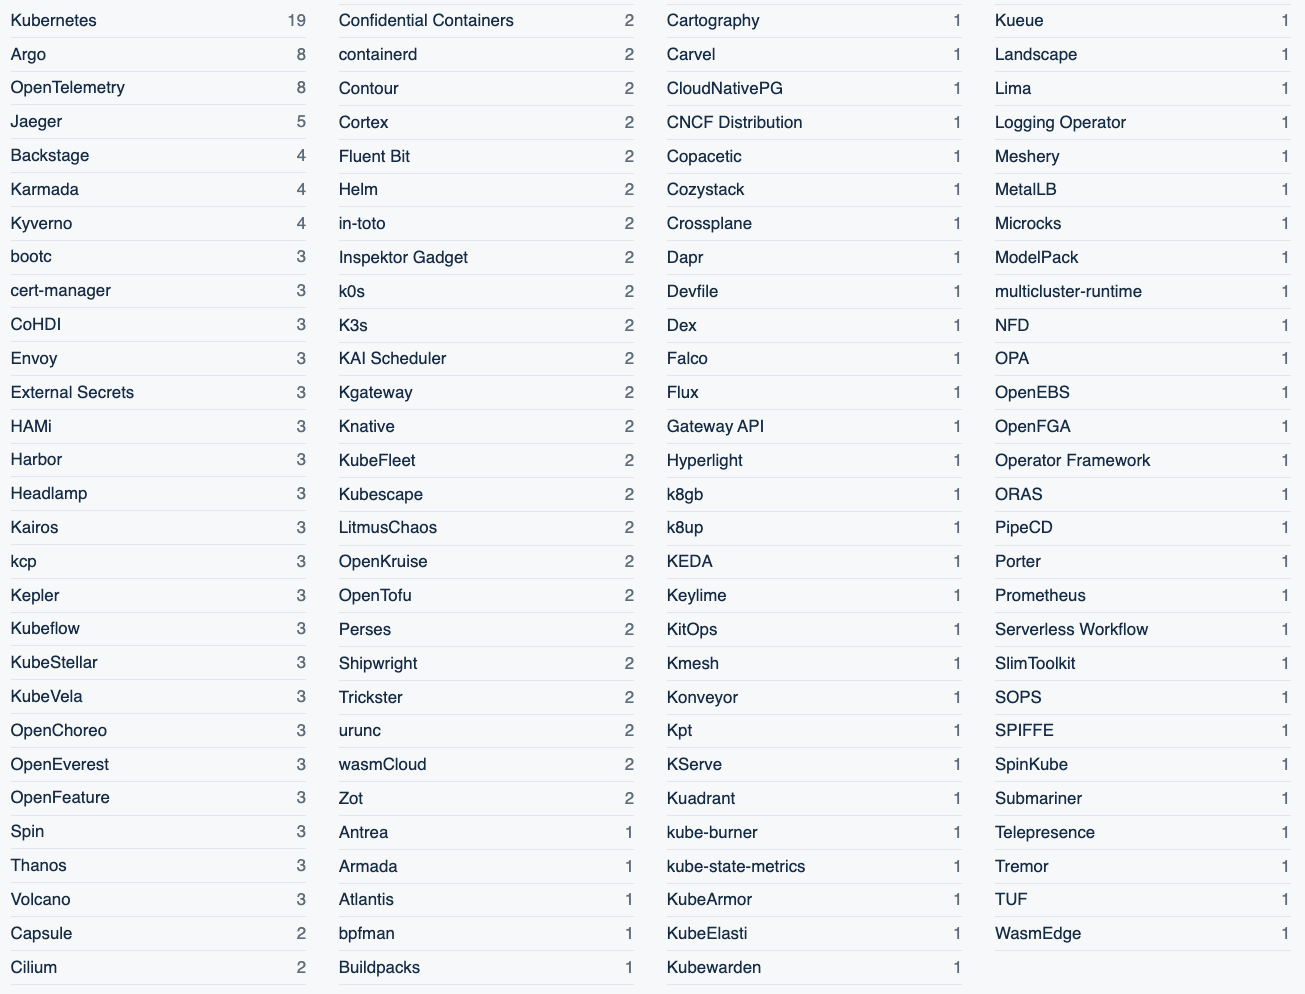 Kubernetes 19
Argo 8
OpenTelemetry 8
Jaeger 5
Backstage 4
Karmada 4
Kyverno 4
bootc 3
cert-manager 3
CoHDI 3
Envoy 3
External Secrets 3
HAMi 3
Harbor 3
Headlamp 3
Kairos 3
kcp 3
Kepler 3
Kubeflow 3
KubeStellar 3
KubeVela 3
OpenChoreo 3
OpenEverest 3
OpenFeature 3
Spin 3
Thanos 3
Volcano 3
Capsule 2
Cilium 2
Confidential Containers 2
containerd 2
Contour 2
Cortex 2
Fluent Bit 2
Helm 2
in-toto 2
Inspektor Gadget 2
k0s 2
K3s 2
KAI Scheduler 2
Kgateway 2
Knative 2
KubeFleet 2
Kubescape 2
LitmusChaos 2
OpenKruise 2
OpenTofu 2
Perses 2
Shipwright 2
Trickster 2
urunc 2
wasmCloud 2
Zot 2
Antrea 1
Armada 1
Atlantis 1
bpfman 1
Buildpacks 1
Cartography 1
Carvel 1
CloudNativePG 1
CNCF Distribution 1
Copacetic 1
Cozystack 1
Crossplane 1
Dapr 1
Devfile 1
Dex 1
Falco 1
Flux 1
Gateway API 1
Hyperlight 1
k8gb 1
k8up 1
KEDA 1
Keylime 1
KitOps 1
Kmesh 1
Konveyor 1
Kpt 1
KServe 1
Kuadrant 1
kube-burner 1
kube-state-metrics 1
KubeArmor 1
KubeElasti 1
Kubewarden 1
Kueue 1
Landscape 1
Lima 1
Logging Operator 1
Meshery 1
MetalLB 1
Microcks 1
ModelPack 1
multicluster-runtime 1
NFD 1
OPA 1
OpenEBS 1
OpenFGA 1
Operator Framework 1
ORAS 1
PipeCD 1
Porter 1
Prometheus 1
Serverless Workflow 1
SlimToolkit 1
SOPS 1
SPIFFE 1
SpinKube 1
Submariner 1
Telepresence 1
Tremor 1
TUF 1
WasmEdge 1